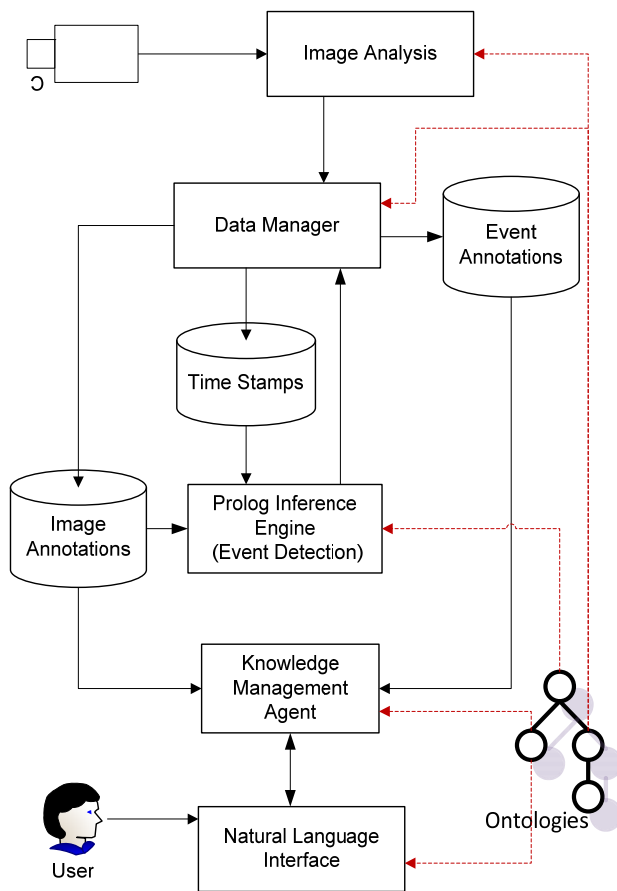 Image Analysis
Data Manager
Event
Annotations
Time Stamps
Image
Annotations
Prolog Inference
Engine
(Event Detection)
Knowledge
Management
Agent
Natural Language
Interface
User
Ontologies